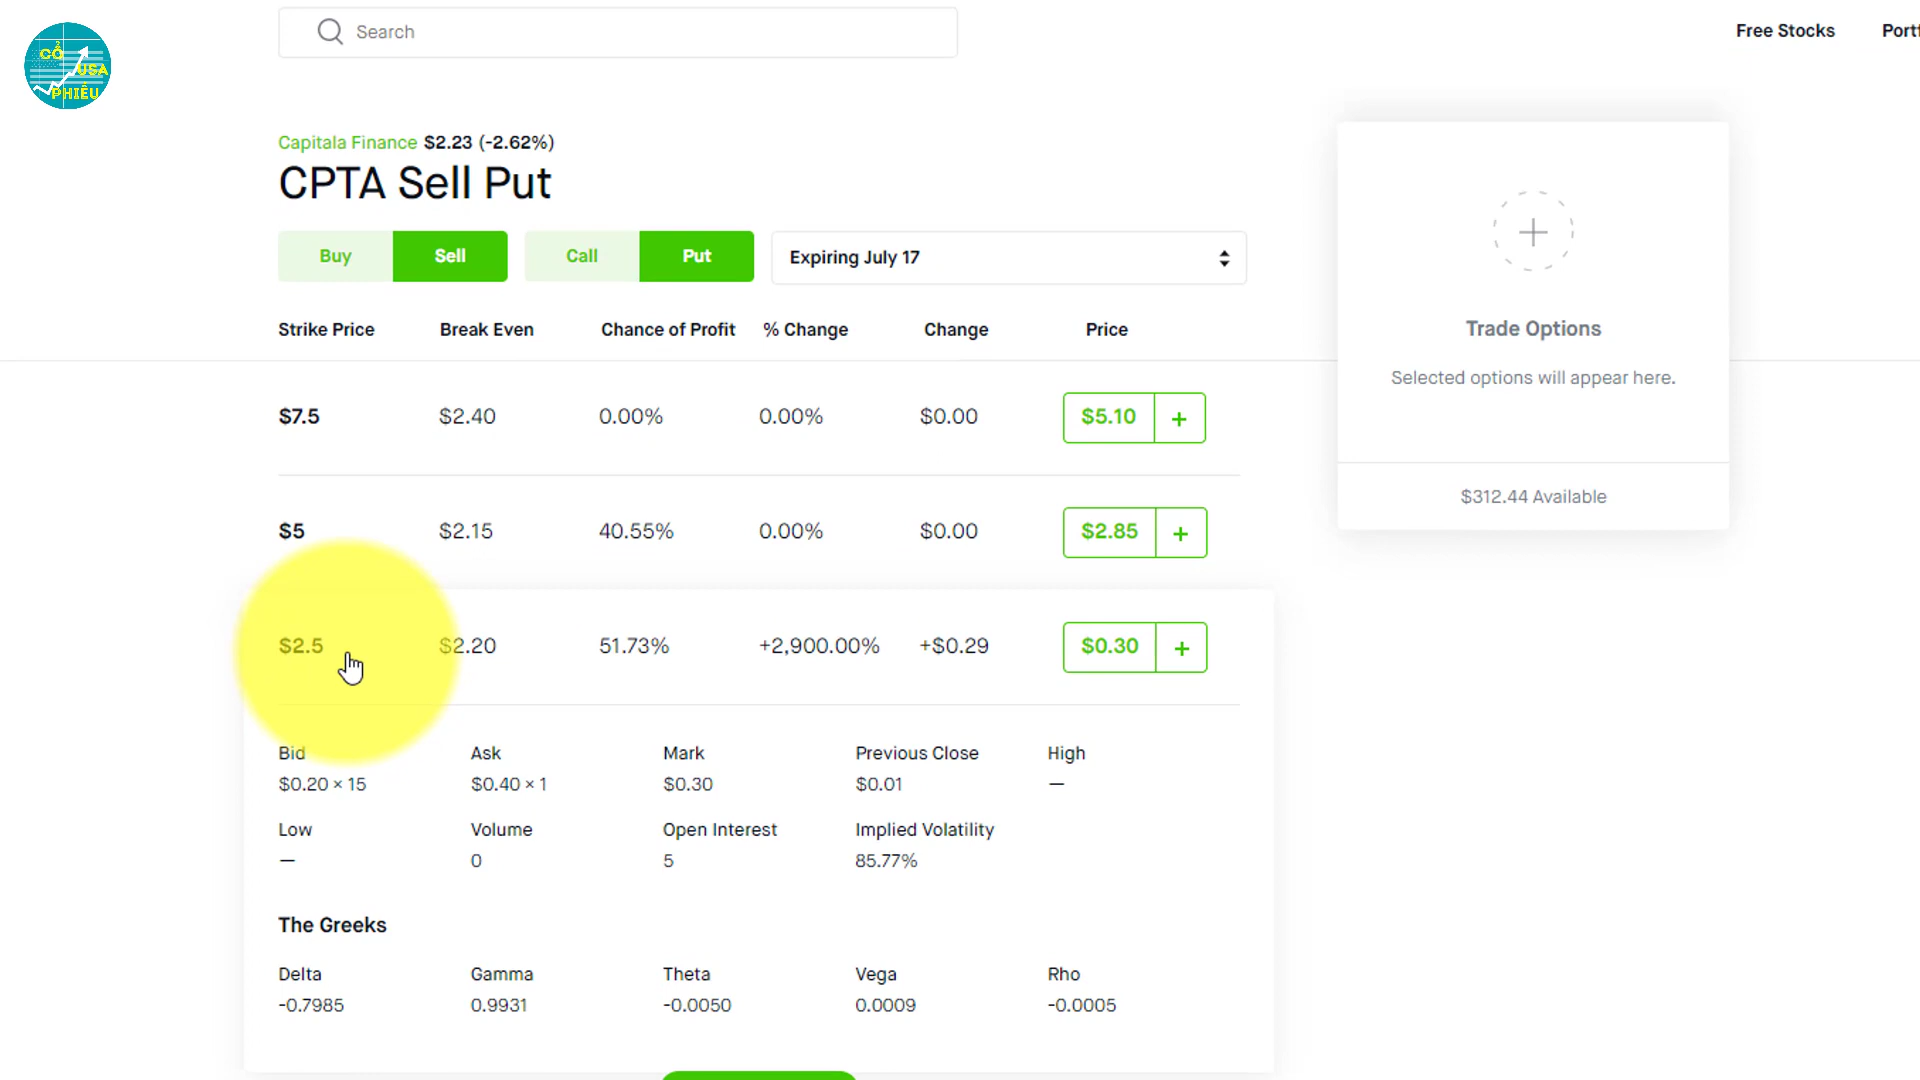 CỔ
USA
PHIẾU
Search
Free Stocks
Capitala Finance $2.23 (-2.62%)
CPTA Sell Put
Buy Sell Call Put Expiring July 17
Strike Price Break Even Chance of Profit % Change Change Price
$7.5 $2.40 0.00% 0.00% $0.00 $5.10 +
$5 $2.15 40.55% 0.00% $0.00 $2.85 +
$2.5 $2.20 51.73% +2,900.00% +$0.29 $0.30 +
Bid Ask Mark Previous Close High
$0.20 × 15 $0.40 × 1 $0.30 $0.01 —
Low Volume Open Interest Implied Volatility
— 0 5 85.77%
The Greeks
Delta Gamma Theta Vega Rho
-0.7985 0.9931 -0.0050 0.0009 -0.0005
Trade Options
Selected options will appear here.
$312.44 Available